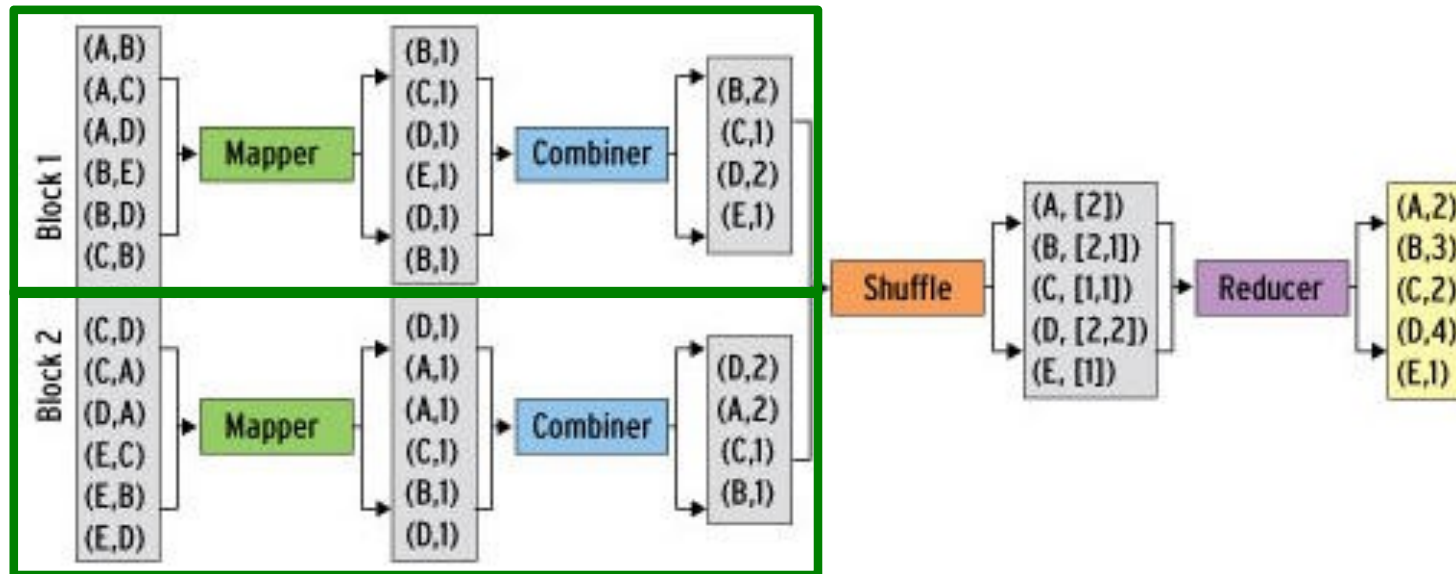 Block 1
(A,B)
(A,C)
(A,D)
(B,E)
(B,D)
(C,B)
Mapper
(B,1)
(C,1)
(D,1)
(E,1)
(D,1)
(B,1)
Combiner
(B,2)
(C,1)
(D,2)
(E,1)
Block 2
(C,D)
(C,A)
(D,A)
(E,C)
(E,B)
(E,D)
Mapper
(D,1)
(A,1)
(A,1)
(C,1)
(B,1)
(D,1)
Combiner
(D,2)
(A,2)
(C,1)
(B,1)
Shuffle
(A, [2])
(B, [2,1])
(C, [1,1])
(D, [2,2])
(E, [1])
Reducer
(A,2)
(B,3)
(C,2)
(D,4)
(E,1)